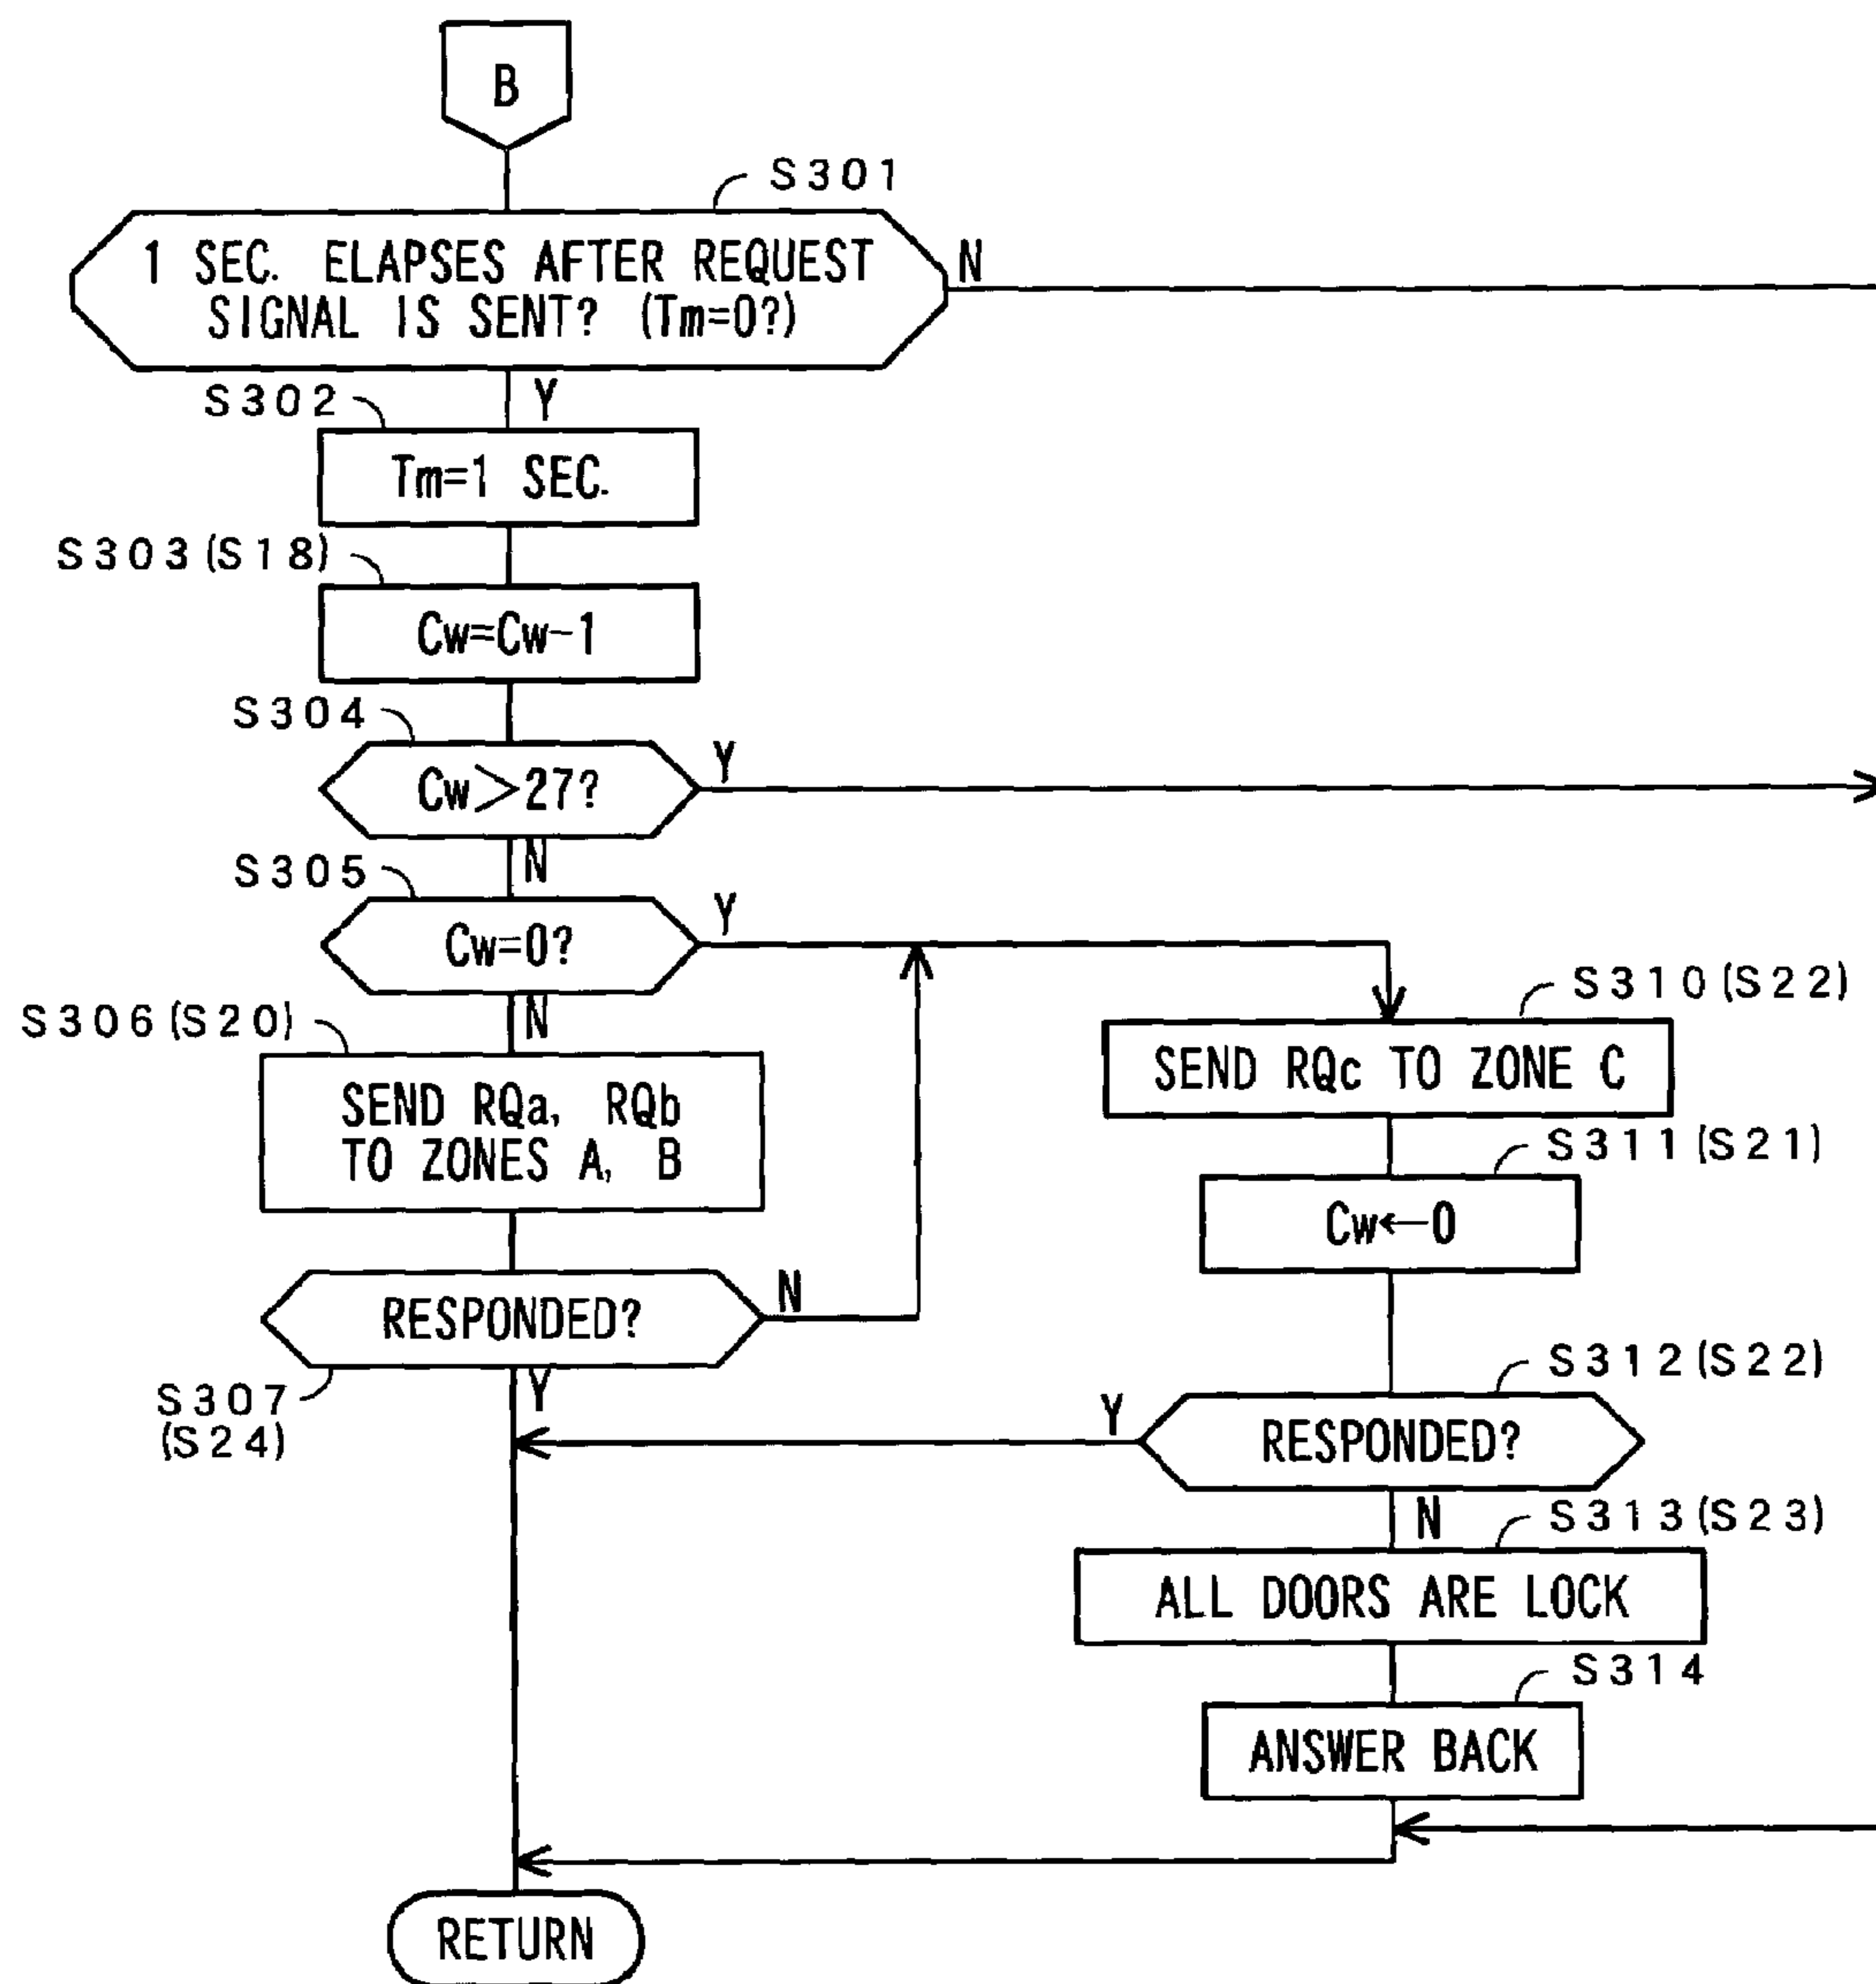 B
S301
1 SEC. ELAPSES AFTER REQUEST
SIGNAL IS SENT? (Tm=0?)
N
Y
S302
Tm=1 SEC.
S303(S18)
Cw=Cw-1
S304
Cw>27?
Y
N
S305
Cw=0?
Y
N
S306(S20)
SEND RQa, RQb
TO ZONES A, B
RESPONDED?
N
Y
S307
(S24)
S310(S22)
SEND RQc TO ZONE C
S311(S21)
Cw←0
S312(S22)
RESPONDED?
Y
N
S313(S23)
ALL DOORS ARE LOCK
S314
ANSWER BACK
RETURN